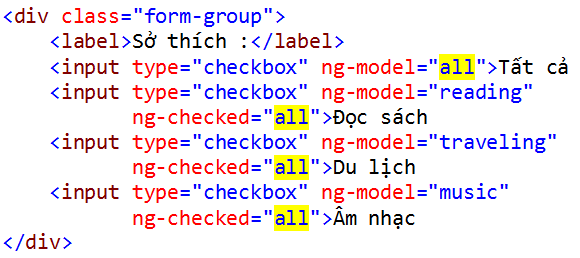 <div class="form-group">
    <label>Sở thích :</label>
    <input type="checkbox" ng-model="all">Tất cả
    <input type="checkbox" ng-model="reading"
           ng-checked="all">Đọc sách
    <input type="checkbox" ng-model="traveling"
           ng-checked="all">Du lịch
    <input type="checkbox" ng-model="music"
           ng-checked="all">Âm nhạc
</div>